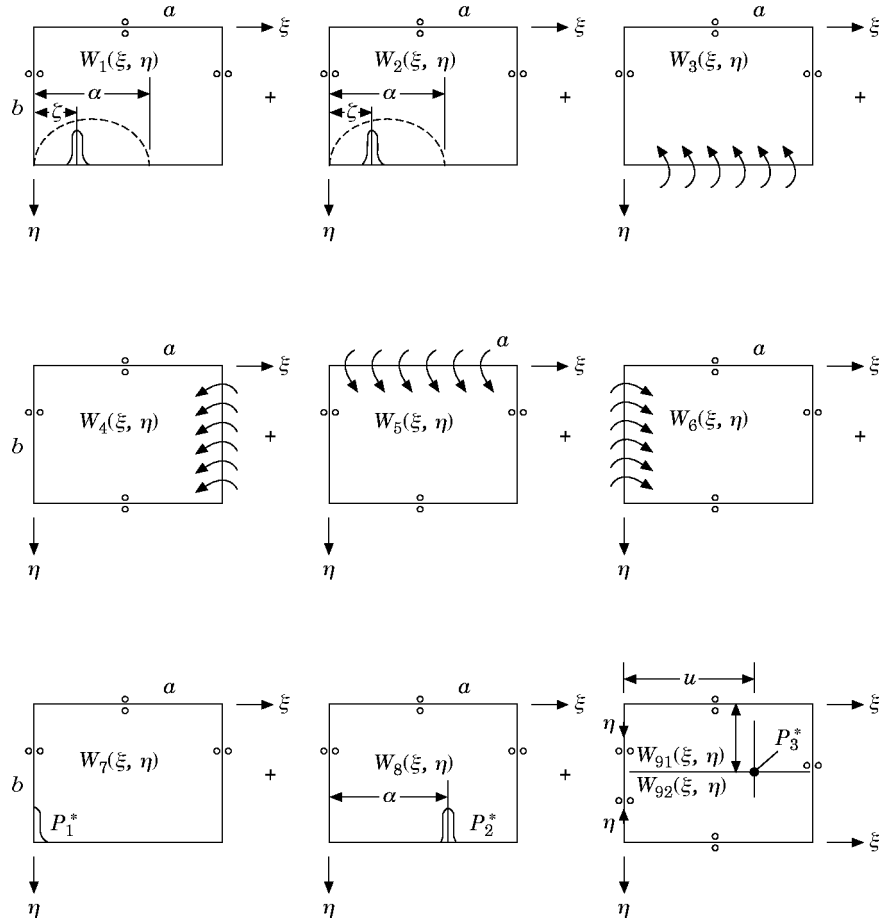 a ξ a ξ a ξ
W₁(ξ, η) W₂(ξ, η) W₃(ξ, η)
α + α + +
b ζ ζ
η η η
a ξ a ξ a ξ
W₄(ξ, η) + W₅(ξ, η) + W₆(ξ, η) +
b
η η η
a ξ a ξ u
η P₃*
W₇(ξ, η) W₈(ξ, η) W₉₁(ξ, η)
b + α + W₉₂(ξ, η)
P₁* P₂* η
ξ
η η η